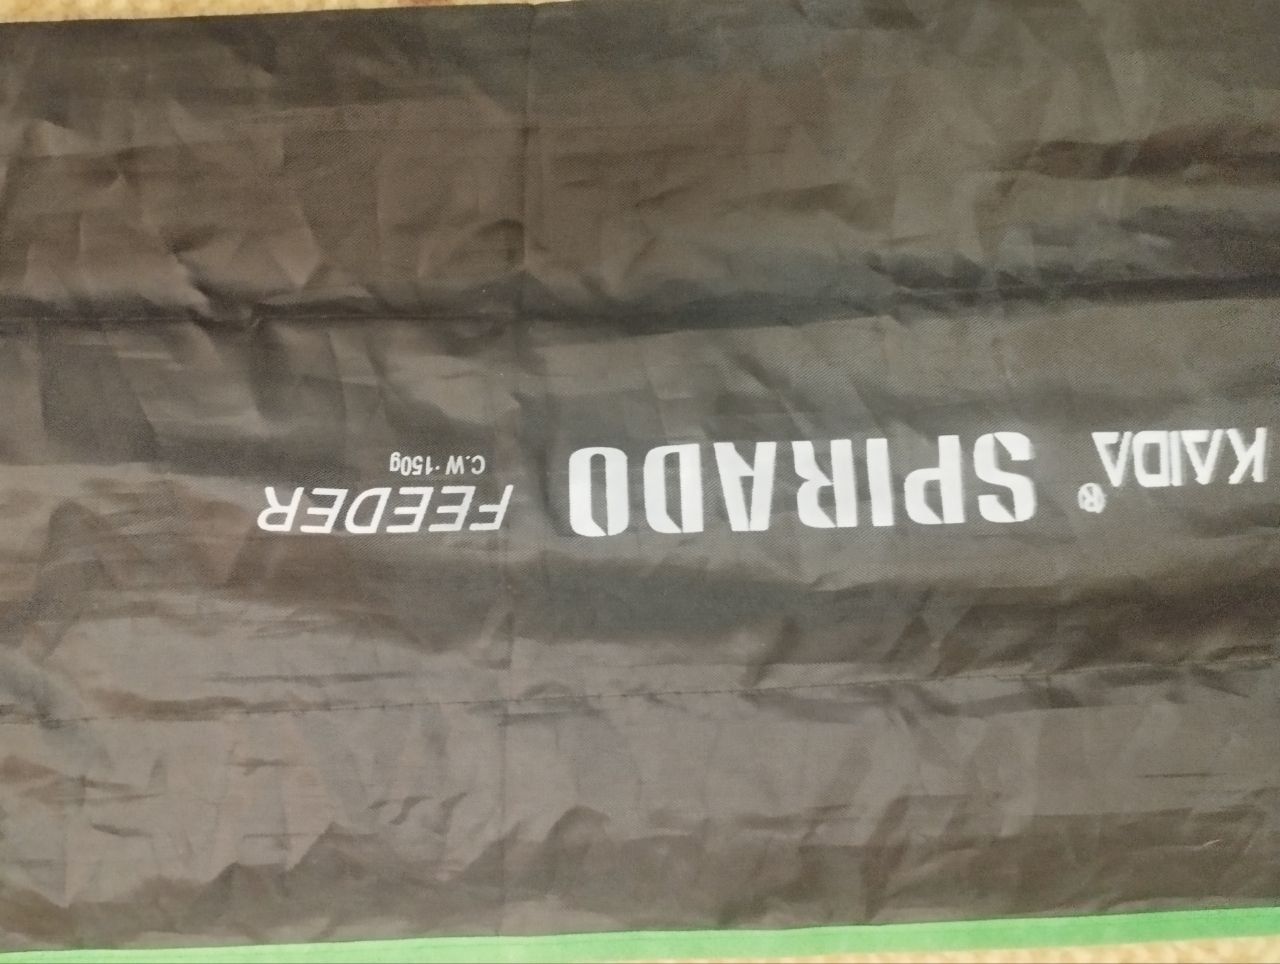 KAIDA® SPIRADO FEEDER
C.W.·150g